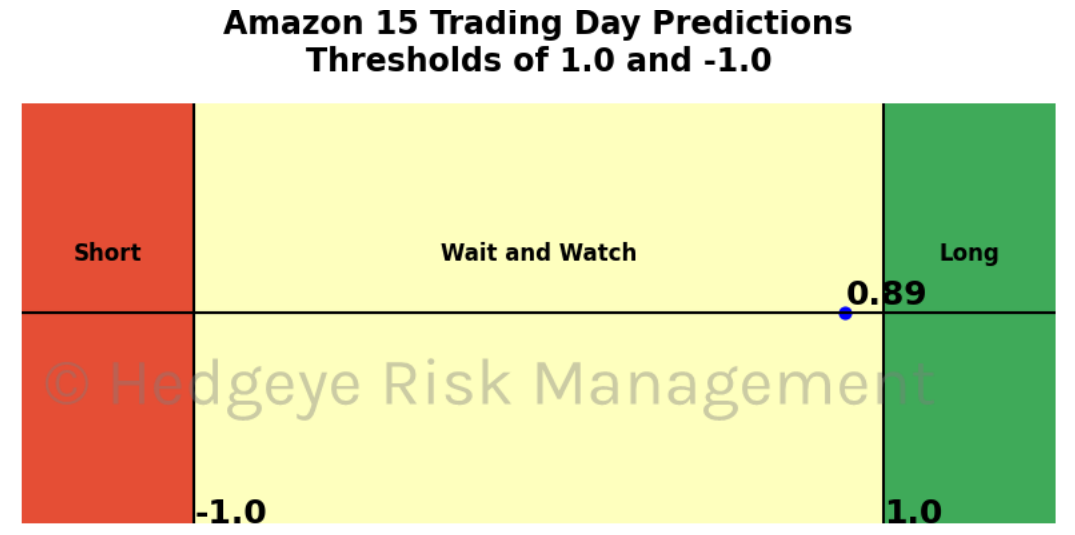 Amazon 15 Trading Day Predictions
Thresholds of 1.0 and -1.0
Short
Wait and Watch
Long
0.89
© Hedgeye Risk Management
-1.0
1.0